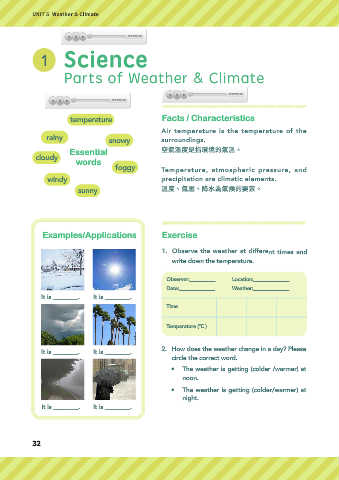 UNIT 5 Weather & Climate
1 Science
Parts of Weather & Climate
temperature
rainy
snowy
Essential
words
cloudy
foggy
windy
sunny
Facts / Characteristics
Air temperature is the temperature of the
surroundings.
空氣溫度是指環境的氣溫。
Temperature, atmospheric pressure, and
precipitation are climatic elements.
溫度、氣壓、降水為氣候的要素。
Examples/Applications
It is ________. It is ________.
It is ________. It is ________.
It is ________. It is ________.
Exercise
1. Observe the weather at different times and
write down the temperature.
Observer:__________ Location:______________
Date:_____________ Weather:______________
Time
Temperature (°C)
2. How does the weather change in a day? Please
circle the correct word.
• The weather is getting (colder /warmer) at
noon.
• The weather is getting (colder/warmer) at
night.
32